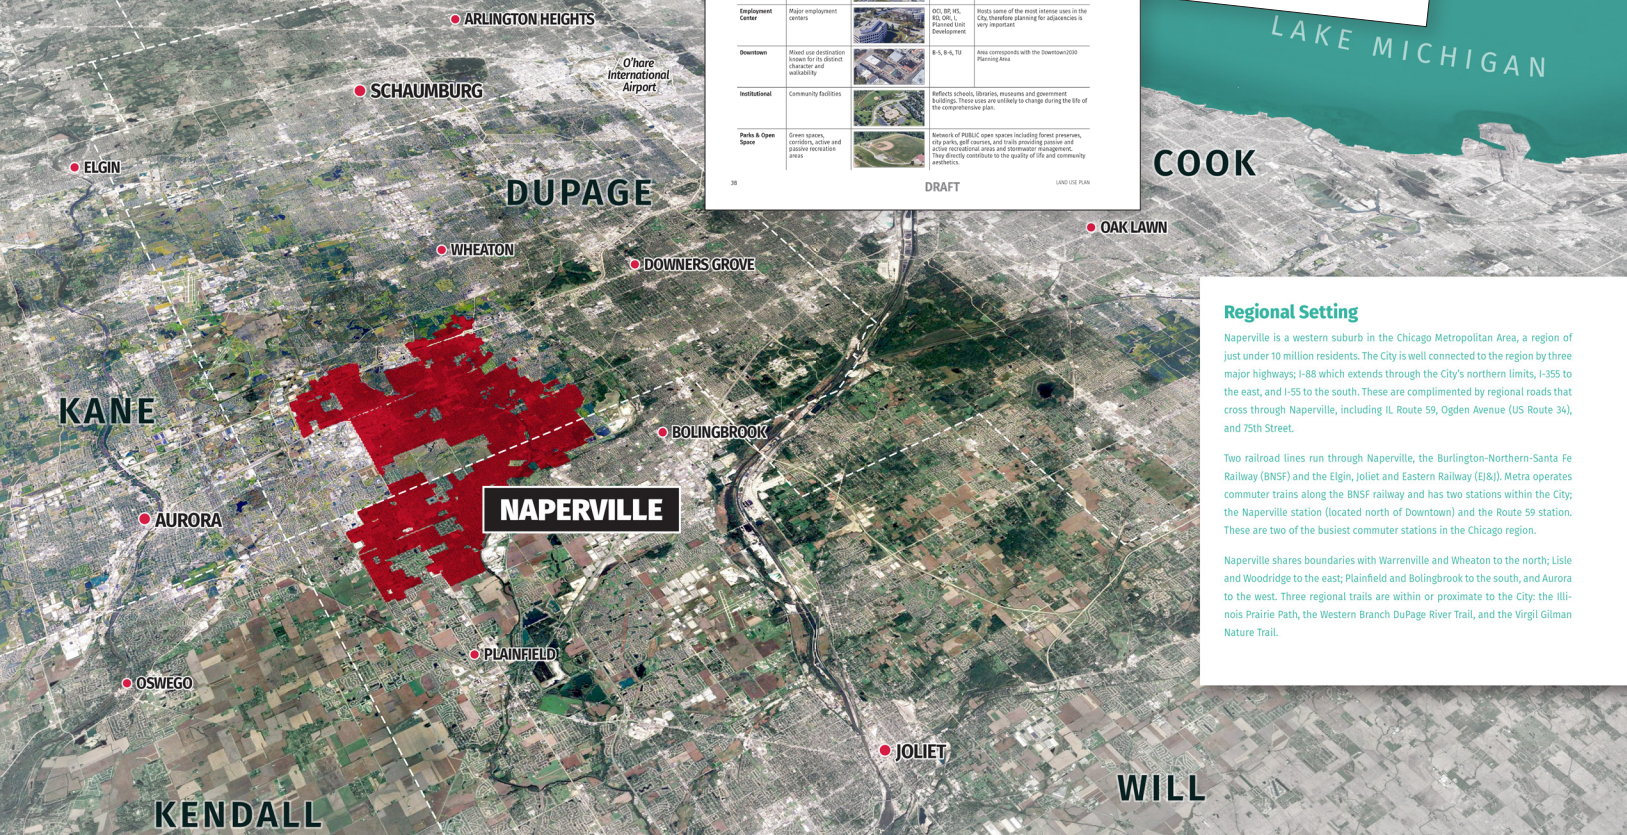 ARLINGTON HEIGHTS
O'hare
International
Airport
SCHAUMBURG
ELGIN
DUPAGE
WHEATON
DOWNERS GROVE
KANE
BOLINGBROOK
NAPERVILLE
AURORA
PLAINFIELD
OSWEGO
JOLIET
KENDALL
WILL
COOK
OAK LAWN
LAKE MICHIGAN
Employment
Center
Major employment
centers
OCI, BP, HS,
RD, ORI, I,
Planned Unit
Development
Hosts some of the most intense uses in the
City, therefore planning for adjacencies is
very important
Downtown
Mixed use destination
known for its distinct
character and
walkability
B-5, B-6, TU
Area corresponds with the Downtown2030
Planning Area
Institutional
Community facilities
Reflects schools, libraries, museums and government
buildings. These uses are unlikely to change during the life of
the comprehensive plan.
Parks & Open
Space
Green spaces,
corridors, active and
passive recreation
areas
Network of PUBLIC open spaces including forest preserves,
city parks, golf courses, and trails providing passive and
active recreational areas and stormwater management.
They directly contribute to the quality of life and community
aesthetics.
38
DRAFT
LAND USE PLAN
Regional Setting
Naperville is a western suburb in the Chicago Metropolitan Area, a region of
just under 10 million residents. The City is well connected to the region by three
major highways; I-88 which extends through the City's northern limits, I-355 to
the east, and I-55 to the south. These are complimented by regional roads that
cross through Naperville, including IL Route 59, Ogden Avenue (US Route 34),
and 75th Street.
Two railroad lines run through Naperville, the Burlington-Northern-Santa Fe
Railway (BNSF) and the Elgin, Joliet and Eastern Railway (EJ&J). Metra operates
commuter trains along the BNSF railway and has two stations within the City;
the Naperville station (located north of Downtown) and the Route 59 station.
These are two of the busiest commuter stations in the Chicago region.
Naperville shares boundaries with Warrenville and Wheaton to the north; Lisle
and Woodridge to the east; Plainfield and Bolingbrook to the south, and Aurora
to the west. Three regional trails are within or proximate to the City: the Illi-
nois Prairie Path, the Western Branch DuPage River Trail, and the Virgil Gilman
Nature Trail.